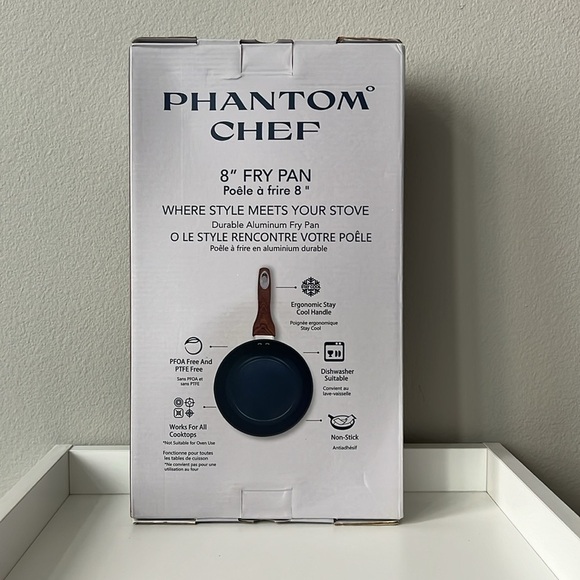 PHANTOM°
CHEF
8" FRY PAN
Poêle à frire 8 "
WHERE STYLE MEETS YOUR STOVE
Durable Aluminum Fry Pan
O LE STYLE RENCONTRE VOTRE POÊLE
Poêle à frire en aluminium durable
Ergonomic Stay
Cool Handle
Poignée ergonomique
Stay Cool
PFOA Free And
PTFE Free
Sans PFOA et
sans PTFE
Dishwasher
Suitable
Convient au
lave-vaisselle
Works For All
Cooktops
*Not Suitable for Oven Use
Fonctionne pour toutes
les tables de cuisson
*Ne convient pas pour une
utilisation au four
Non-Stick
Antiadhésif